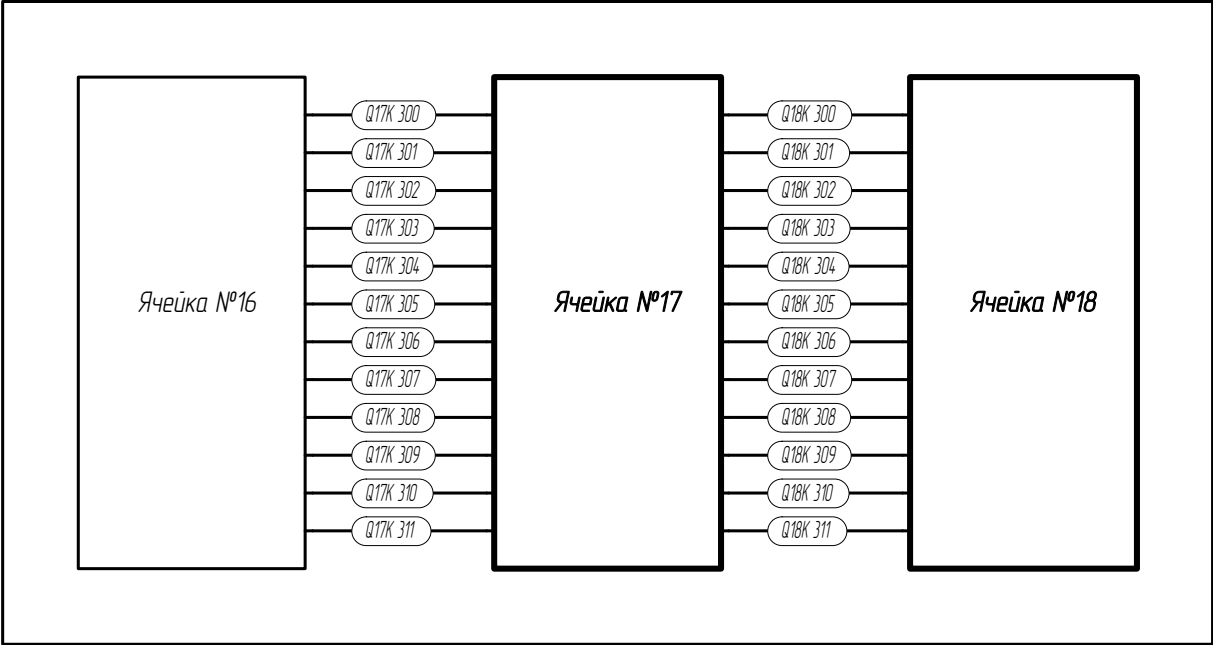 Ячейка №16
Q17K 300
Q17K 301
Q17K 302
Q17K 303
Q17K 304
Q17K 305
Q17K 306
Q17K 307
Q17K 308
Q17K 309
Q17K 310
Q17K 311
Ячейка №17
Q18K 300
Q18K 301
Q18K 302
Q18K 303
Q18K 304
Q18K 305
Q18K 306
Q18K 307
Q18K 308
Q18K 309
Q18K 310
Q18K 311
Ячейка №18